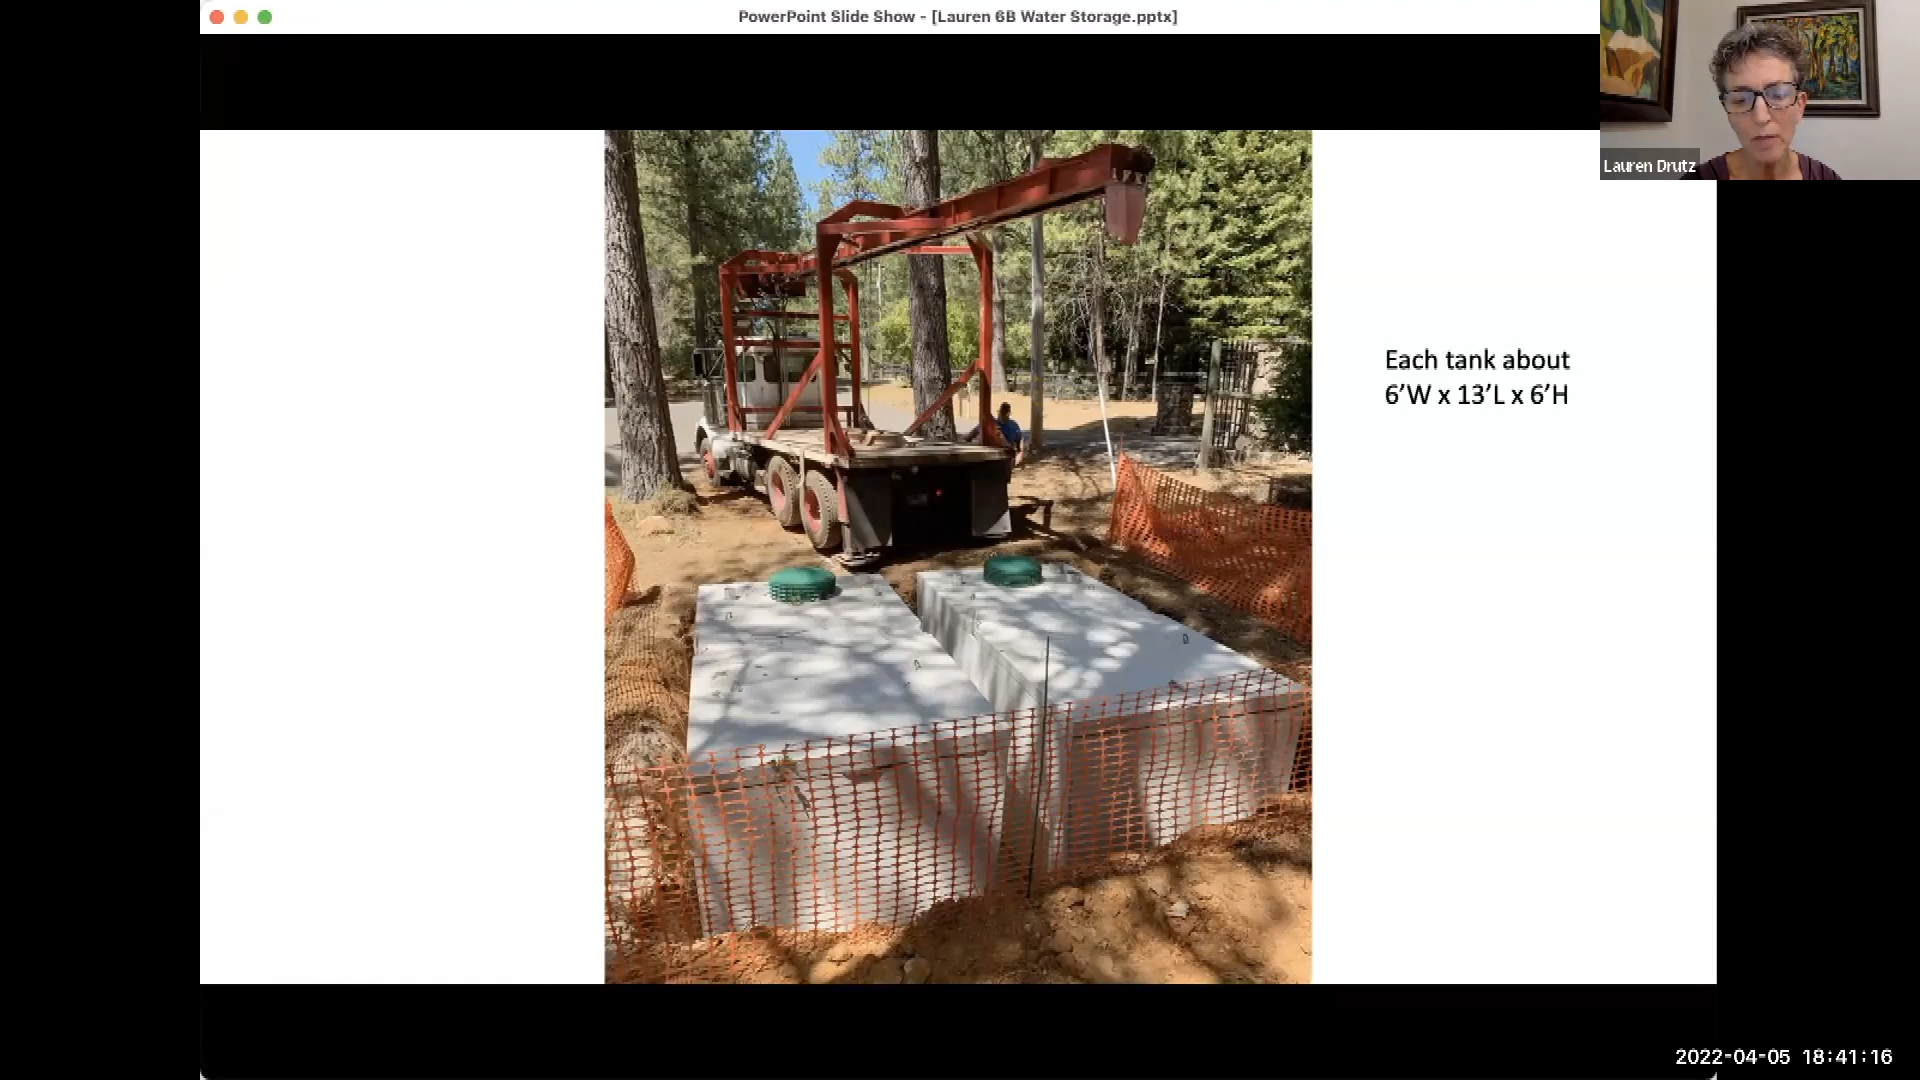 PowerPoint Slide Show - [Lauren 6B Water Storage.pptx]
Lauren Drutz
Each tank about
6’W x 13’L x 6’H
2022-04-05 18:41:16